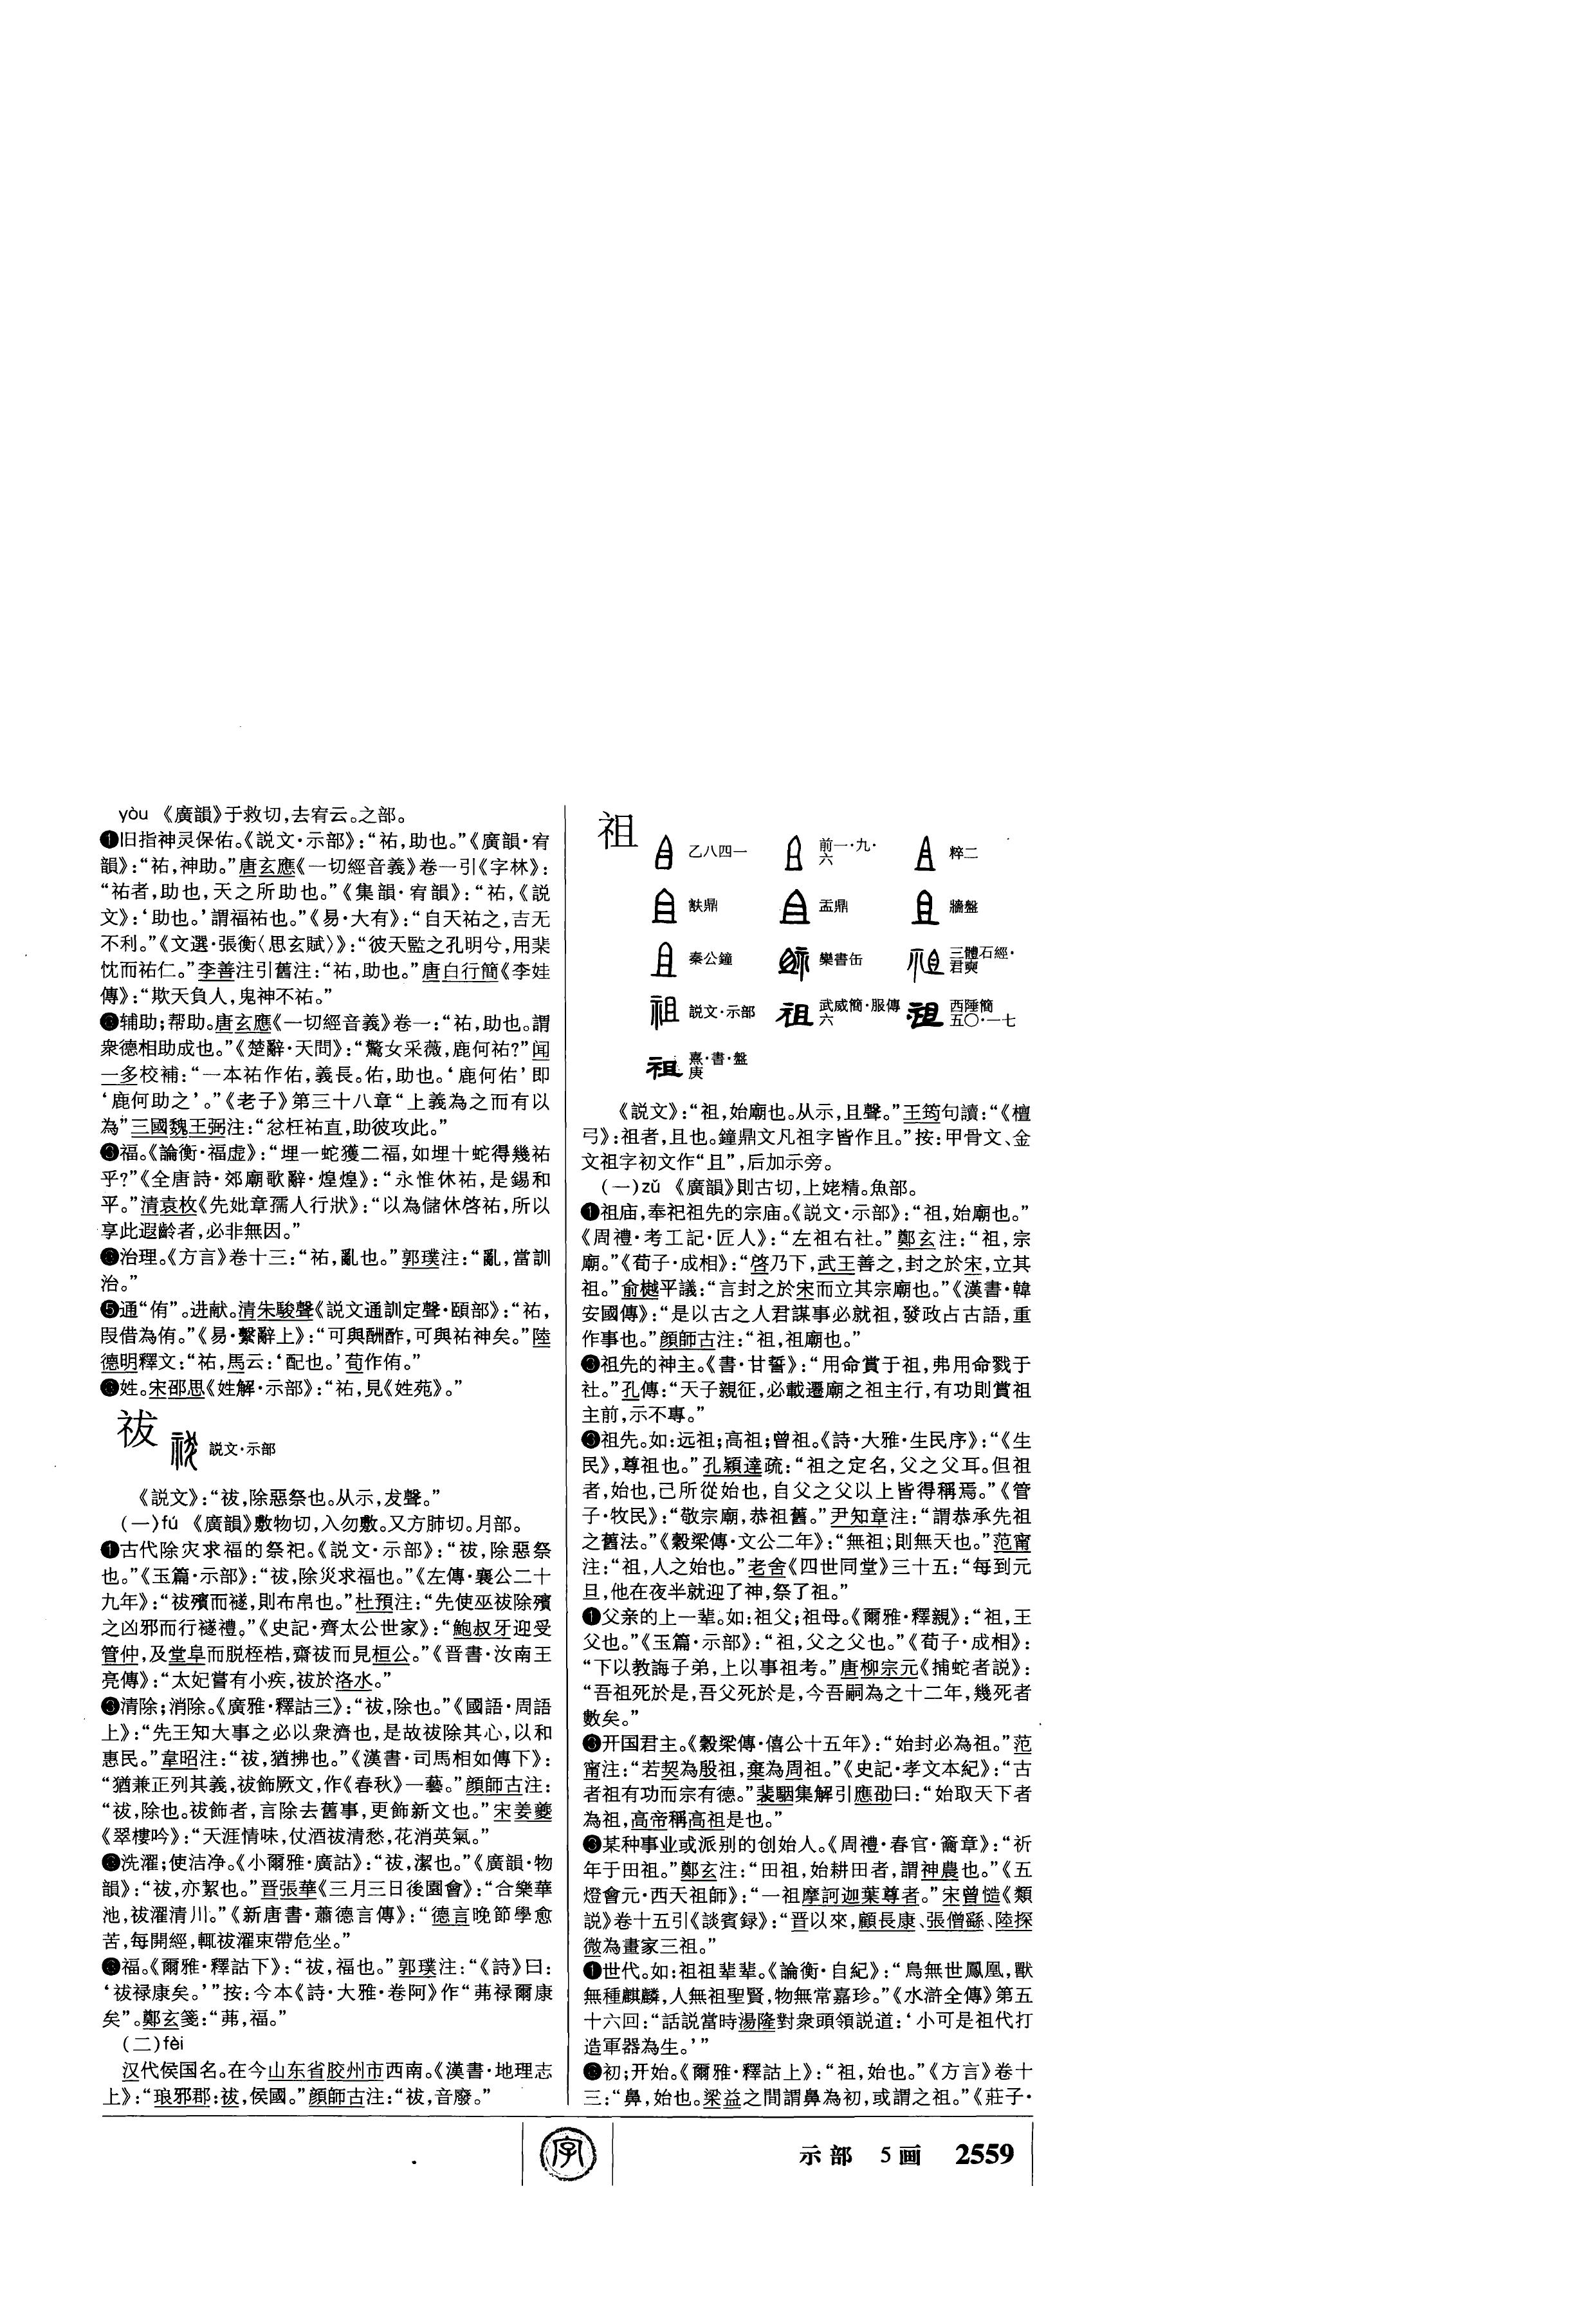 yòu 《廣韻》于救切，去宥云。之部。
❶旧指神灵保佑。《説文·示部》：“祐，助也。”《廣韻·宥
韻》：“祐，神助。”唐玄應《一切經音義》卷一引《字林》：
“祐者，助也，天之所助也。”《集韻·宥韻》：“祐，《説
文》：‘助也。’謂福祐也。”《易·大有》：“自天祐之，吉无
不利。”《文選·張衡〈思玄賦〉》：“彼天監之孔明兮，用棐
忱而祐仁。”李善注引舊注：“祐，助也。”唐白行簡《李娃
傳》：“欺天負人，鬼神不祐。”
辅助；帮助。唐玄應《一切經音義》卷一：“祐，助也。謂
衆德相助成也。”《楚辭·天問》：“驚女采薇，鹿何祐？”闻
一多校補：“一本祐作佑，義長。佑，助也。‘鹿何佑’即
‘鹿何助之’。”《老子》第三十八章“上義為之而有以
為”三國魏王弼注：“忿枉祐直，助彼攻此。”
福。《論衡·福虚》：“埋一蛇獲二福，如埋十蛇得幾祐
乎？”《全唐詩·郊廟歌辭·煌煌》：“永惟休祐，是錫和
平。”清袁枚《先妣章孺人行狀》：“以為儲休啓祐，所以
享此遐齡者，必非無因。”
治理。《方言》卷十三：“祐，亂也。”郭璞注：“亂，當訓
治。”
❺通“侑”。进献。清朱駿聲《説文通訓定聲·頤部》：“祐，
叚借為侑。”《易·繫辭上》：“可與酬酢，可與祐神矣。”陸
德明釋文：“祐，馬云：‘配也。’荀作侑。”
姓。宋邵思《姓解·示部》：“祐，見《姓苑》。”
祓 説文·示部
《説文》：“祓，除惡祭也。从示，犮聲。”
（一）fú 《廣韻》敷物切，入勿敷。又方肺切。月部。
❶古代除灾求福的祭祀。《説文·示部》：“祓，除惡祭
也。”《玉篇·示部》：“祓，除災求福也。”《左傳·襄公二十
九年》：“祓殯而襚，則布帛也。”杜預注：“先使巫祓除殯
之凶邪而行襚禮。”《史記·齊太公世家》：“鮑叔牙迎受
管仲，及堂阜而脱桎梏，齋祓而見桓公。”《晋書·汝南王
亮傳》：“太妃嘗有小疾，祓於洛水。”
清除；消除。《廣雅·釋詁三》：“祓，除也。”《國語·周語
上》：“先王知大事之必以衆濟也，是故祓除其心，以和
惠民。”韋昭注：“祓，猶拂也。”《漢書·司馬相如傳下》：
“猶兼正列其義，祓飾厥文，作《春秋》一藝。”顔師古注：
“祓，除也。祓飾者，言除去舊事，更飾新文也。”宋姜夔
《翠樓吟》：“天涯情味，仗酒祓清愁，花消英氣。”
洗濯；使洁净。《小爾雅·廣詁》：“祓，潔也。”《廣韻·物
韻》：“祓，亦絜也。”晋張華《三月三日後園會》：“合樂華
池，祓濯清川。”《新唐書·蕭德言傳》：“德言晚節學愈
苦，每開經，輒祓濯束帶危坐。”
福。《爾雅·釋詁下》：“祓，福也。”郭璞注：“《詩》曰：
‘祓禄康矣。’”按：今本《詩·大雅·卷阿》作“茀禄爾康
矣”。鄭玄箋：“茀，福。”
（二）fèi
汉代侯国名。在今山东省胶州市西南。《漢書·地理志
上》：“琅邪郡：祓，侯國。”顔師古注：“祓，音廢。”
祖
乙八四一 前一·九·六 粹二
鼎 盂鼎 牆盤
秦公鐘 欒書缶 三體石經·君奭
説文·示部 武威簡·服傳六 西陲簡五〇·一七
熹·書·盤庚
《説文》：“祖，始廟也。从示，且聲。”王筠句讀：“《檀
弓》：祖者，且也。鐘鼎文凡祖字皆作且。”按：甲骨文、金
文祖字初文作“且”，后加示旁。
（一）zǔ 《廣韻》則古切，上姥精。魚部。
❶祖庙，奉祀祖先的宗庙。《説文·示部》：“祖，始廟也。”
《周禮·考工記·匠人》：“左祖右社。”鄭玄注：“祖，宗
廟。”《荀子·成相》：“啓乃下，武王善之，封之於宋，立其
祖。”俞樾平議：“言封之於宋而立其宗廟也。”《漢書·韓
安國傳》：“是以古之人君謀事必就祖，發政占古語，重
作事也。”顔師古注：“祖，祖廟也。”
祖先的神主。《書·甘誓》：“用命賞于祖，弗用命戮于
社。”孔傳：“天子親征，必載遷廟之祖主行，有功則賞祖
主前，示不專。”
祖先。如：远祖；高祖；曾祖。《詩·大雅·生民序》：“《生
民》，尊祖也。”孔穎達疏：“祖之定名，父之父耳。但祖
者，始也，己所從始也，自父之父以上皆得稱焉。”《管
子·牧民》：“敬宗廟，恭祖舊。”尹知章注：“謂恭承先祖
之舊法。”《穀梁傳·文公二年》：“無祖；則無天也。”范甯
注：“祖，人之始也。”老舍《四世同堂》三十五：“每到元
旦，他在夜半就迎了神，祭了祖。”
父亲的上一辈。如：祖父；祖母。《爾雅·釋親》：“祖，王
父也。”《玉篇·示部》：“祖，父之父也。”《荀子·成相》：
“下以教誨子弟，上以事祖考。”唐柳宗元《捕蛇者説》：
“吾祖死於是，吾父死於是，今吾嗣為之十二年，幾死者
數矣。”
开国君主。《穀梁傳·僖公十五年》：“始封必為祖。”范
甯注：“若契為殷祖，棄為周祖。”《史記·孝文本紀》：“古
者祖有功而宗有德。”裴駰集解引應劭曰：“始取天下者
為祖，高帝稱高祖是也。”
某种事业或派别的创始人。《周禮·春官·籥章》：“祈
年于田祖。”鄭玄注：“田祖，始耕田者，謂神農也。”《五
燈會元·西天祖師》：“一祖摩訶迦葉尊者。”宋曾慥《類
説》卷十五引《談賓録》：“晋以來，顧長康、張僧繇、陸探
微為畫家三祖。”
世代。如：祖祖辈辈。《論衡·自紀》：“鳥無世鳳凰，獸
無種麒麟，人無祖聖賢，物無常嘉珍。”《水滸全傳》第五
十六回：“話説當時湯隆對衆頭領説道：‘小可是祖代打
造軍器為生。’”
初；开始。《爾雅·釋詁上》：“祖，始也。”《方言》卷十
三：“鼻，始也。梁益之間謂鼻為初，或謂之祖。”《莊子·
字
示部 5画 2559